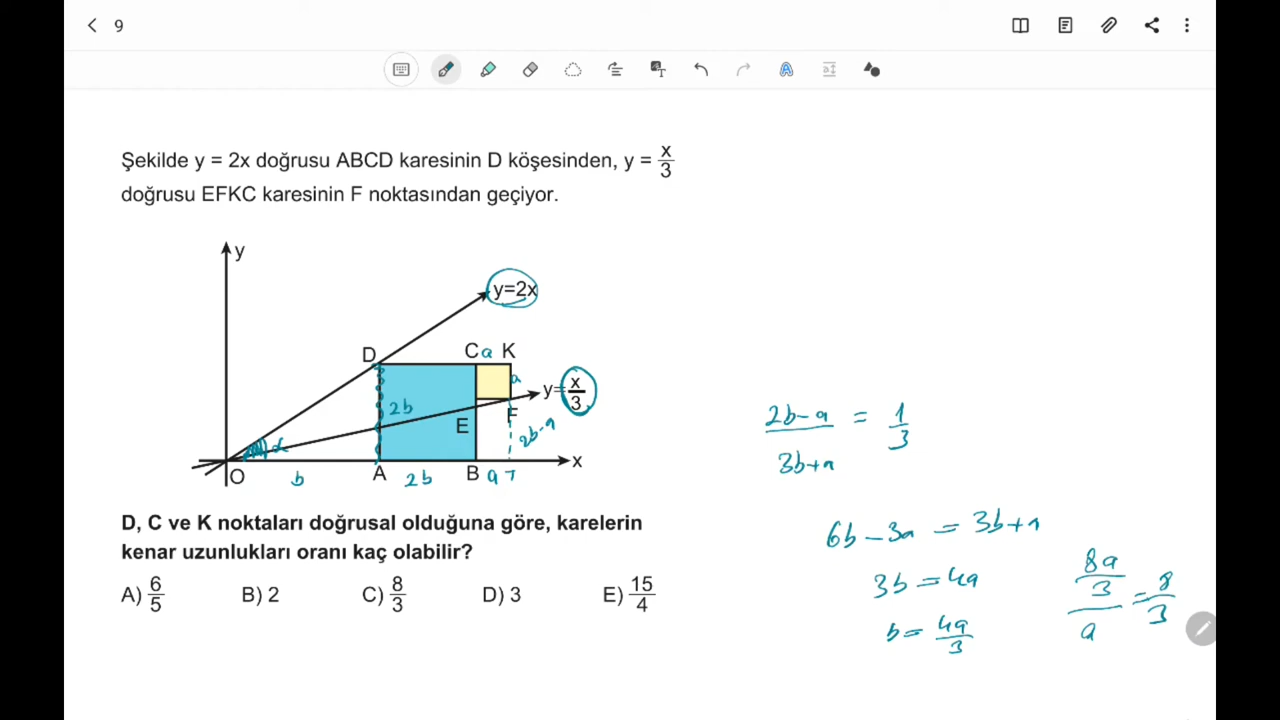 9
Şekilde y = 2x doğrusu ABCD karesinin D köşesinden, y = x/3
doğrusu EFKC karesinin F noktasından geçiyor.
y
y=2x
D
C a K
a
y=x/3
2b
F
E
2b-a
α
x
O
A
B
b
2b
a
D, C ve K noktaları doğrusal olduğuna göre, karelerin
kenar uzunlukları oranı kaç olabilir?
A) 6/5 B) 2 C) 8/3 D) 3 E) 15/4
2b-a / 3b+a = 1/3
6b-3a = 3b+a
3b = 4a
b = 4a/3
8a/3 / a = 8/3